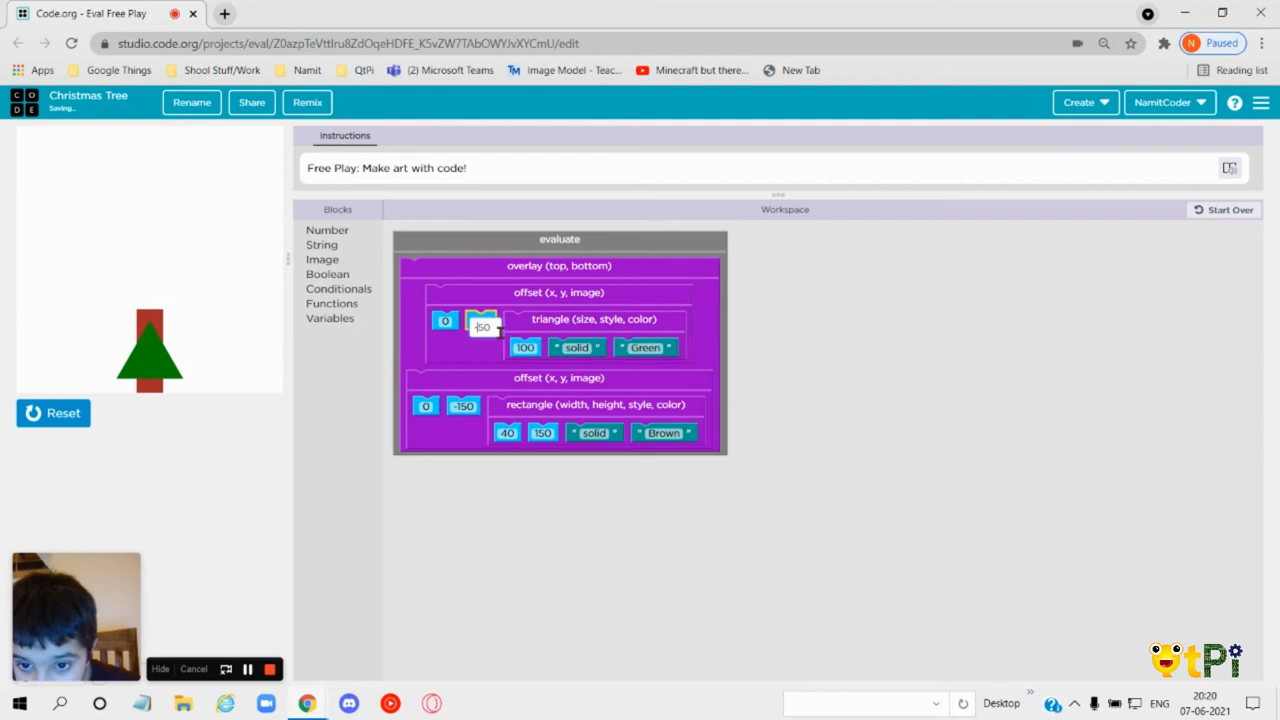 Code.org - Eval Free Play
studio.code.org/projects/eval/Z0azpTeVttIru8ZdOqeHDFE_K5vZW7TAbOWYJvXYCmU/edit
N Paused
Apps Google Things Shool Stuff/Work Namit QtPi (2) Microsoft Teams Image Model - Teac... Minecraft but there... New Tab Reading list
CODE
Christmas Tree
Saving...
Rename Share Remix Create NamitCoder ?
Instructions
Free Play: Make art with code!
Blocks Workspace Start Over
Number
String
Image
Boolean
Conditionals
Functions
Variables
evaluate
overlay (top, bottom)
offset (x, y, image)
0 -50 triangle (size, style, color)
100 " solid " " Green "
offset (x, y, image)
0 -150 rectangle (width, height, style, color)
40 150 " solid " " Brown "
Reset
Hide Cancel
QtPi
Desktop ENG 20:20
07-06-2021